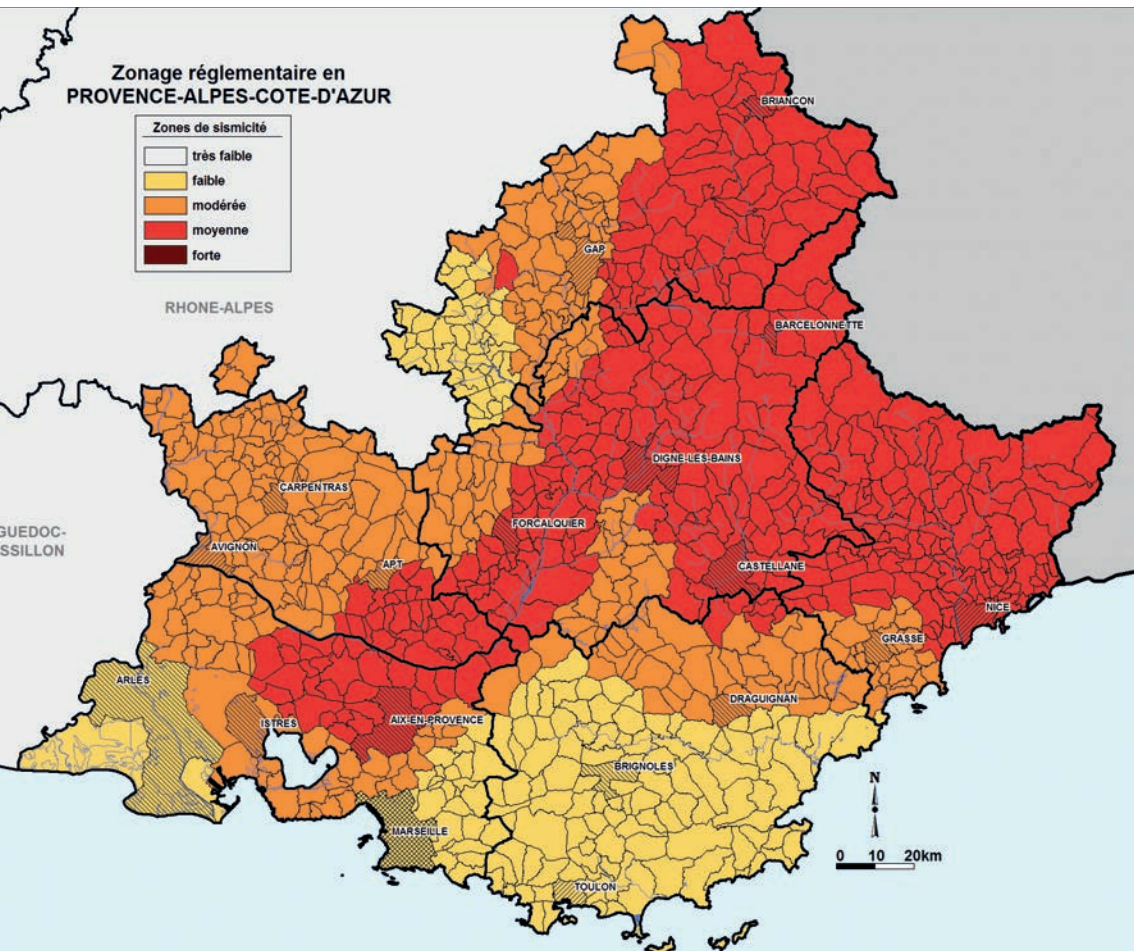 Zonage réglementaire en
PROVENCE-ALPES-COTE-D'AZUR
Zones de sismicité
très faible
faible
modérée
moyenne
forte
BRIANCON
GAP
RHONE-ALPES
BARCELONNETTE
DIGNE-LES-BAINS
CARPENTRAS
FORCALQUIER
GUEDOC-
SSILLON
AVIGNON
APT
CASTELLANE
NICE
GRASSE
ARLES
DRAGUIGNAN
ISTRES
AIX-EN-PROVENCE
BRIGNOLES
N
MARSEILLE
0 10 20km
TOULON